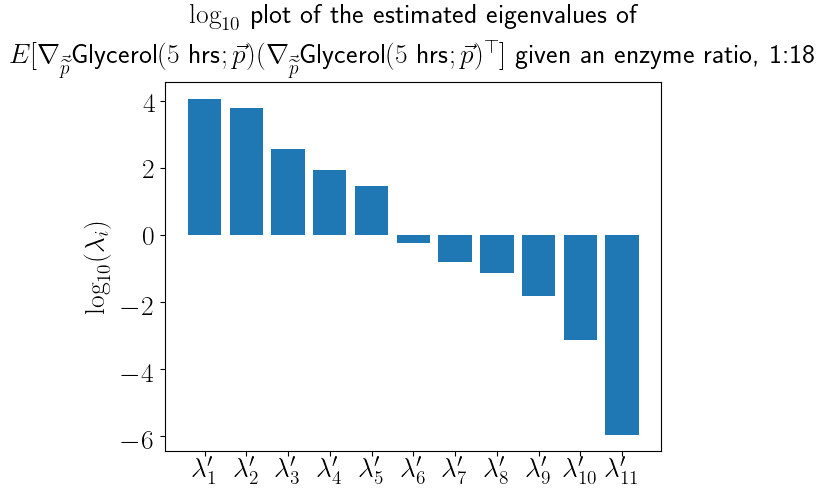 log₁₀ plot of the estimated eigenvalues of
E[∇_p̃⃗ Glycerol(5 hrs; p⃗)(∇_p̃⃗ Glycerol(5 hrs; p⃗)^⊤] given an enzyme ratio, 1:18
log₁₀(λᵢ)
4
2
0
−2
−4
−6
λ′₁ λ′₂ λ′₃ λ′₄ λ′₅ λ′₆ λ′₇ λ′₈ λ′₉ λ′₁₀ λ′₁₁